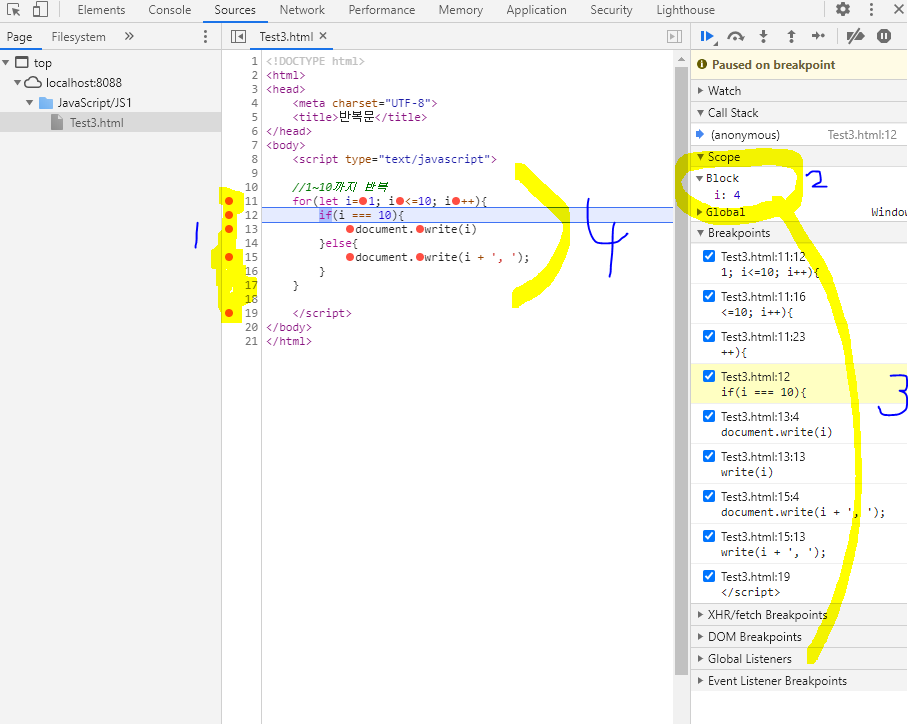 Elements Console Sources Network Performance Memory Application Security Lighthouse
Page Filesystem »
Test3.html ×
top
localhost:8088
JavaScript/JS1
Test3.html
1 <!DOCTYPE html>
2 <html>
3 <head>
4 <meta charset="UTF-8">
5 <title>반복문</title>
6 </head>
7 <body>
8 <script type="text/javascript">
9
10 //1~10까지 반복
11 for(let i=1; i<=10; i++){
12 if(i === 10){
13 document.write(i)
14 }else{
15 document.write(i + ', ');
16 }
17 }
18
19 </script>
20 </body>
21 </html>
1
4
Paused on breakpoint
Watch
Call Stack
(anonymous) Test3.html:12
Scope
Block
i: 4
2
Global Window
Breakpoints
Test3.html:11:12
1; i<=10; i++){
Test3.html:11:16
<=10; i++){
Test3.html:11:23
++){
Test3.html:12
if(i === 10){
3
Test3.html:13:4
document.write(i)
Test3.html:13:13
write(i)
Test3.html:15:4
document.write(i + ', ');
Test3.html:15:13
write(i + ', ');
Test3.html:19
</script>
XHR/fetch Breakpoints
DOM Breakpoints
Global Listeners
Event Listener Breakpoints